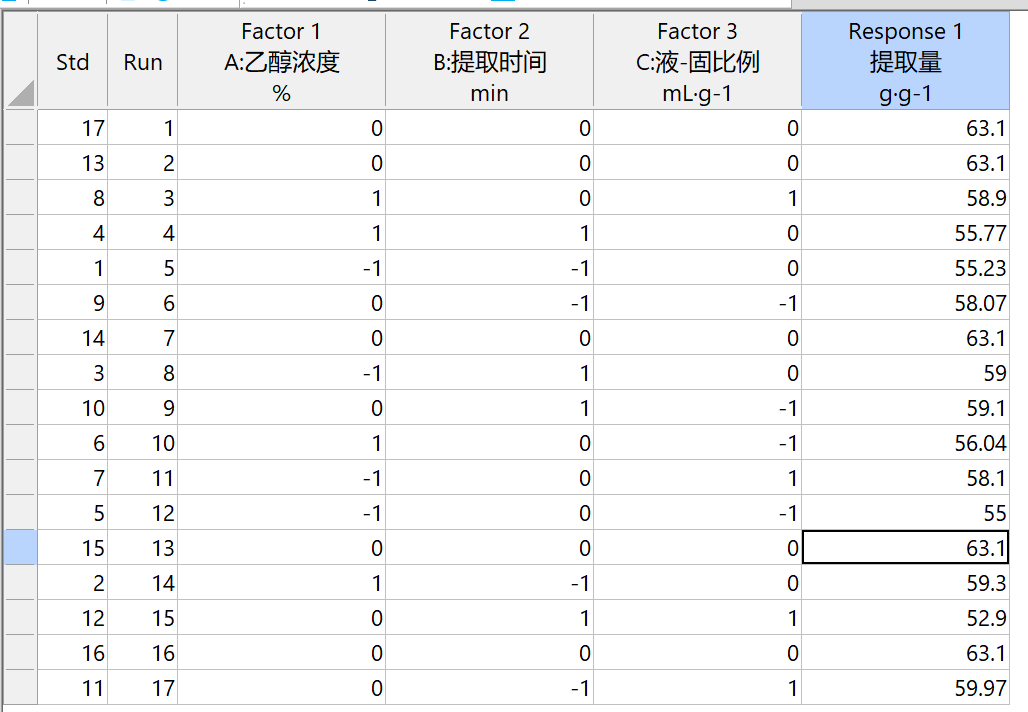 Factor 1 Factor 2 Factor 3 Response 1
Std Run A:乙醇浓度 B:提取时间 C:液-固比例 提取量
% min mL·g-1 g·g-1
17 1 0 0 0 63.1
13 2 0 0 0 63.1
8 3 1 0 1 58.9
4 4 1 1 0 55.77
1 5 -1 -1 0 55.23
9 6 0 -1 -1 58.07
14 7 0 0 0 63.1
3 8 -1 1 0 59
10 9 0 1 -1 59.1
6 10 1 0 -1 56.04
7 11 -1 0 1 58.1
5 12 -1 0 -1 55
15 13 0 0 0 63.1
2 14 1 -1 0 59.3
12 15 0 1 1 52.9
16 16 0 0 0 63.1
11 17 0 -1 1 59.97